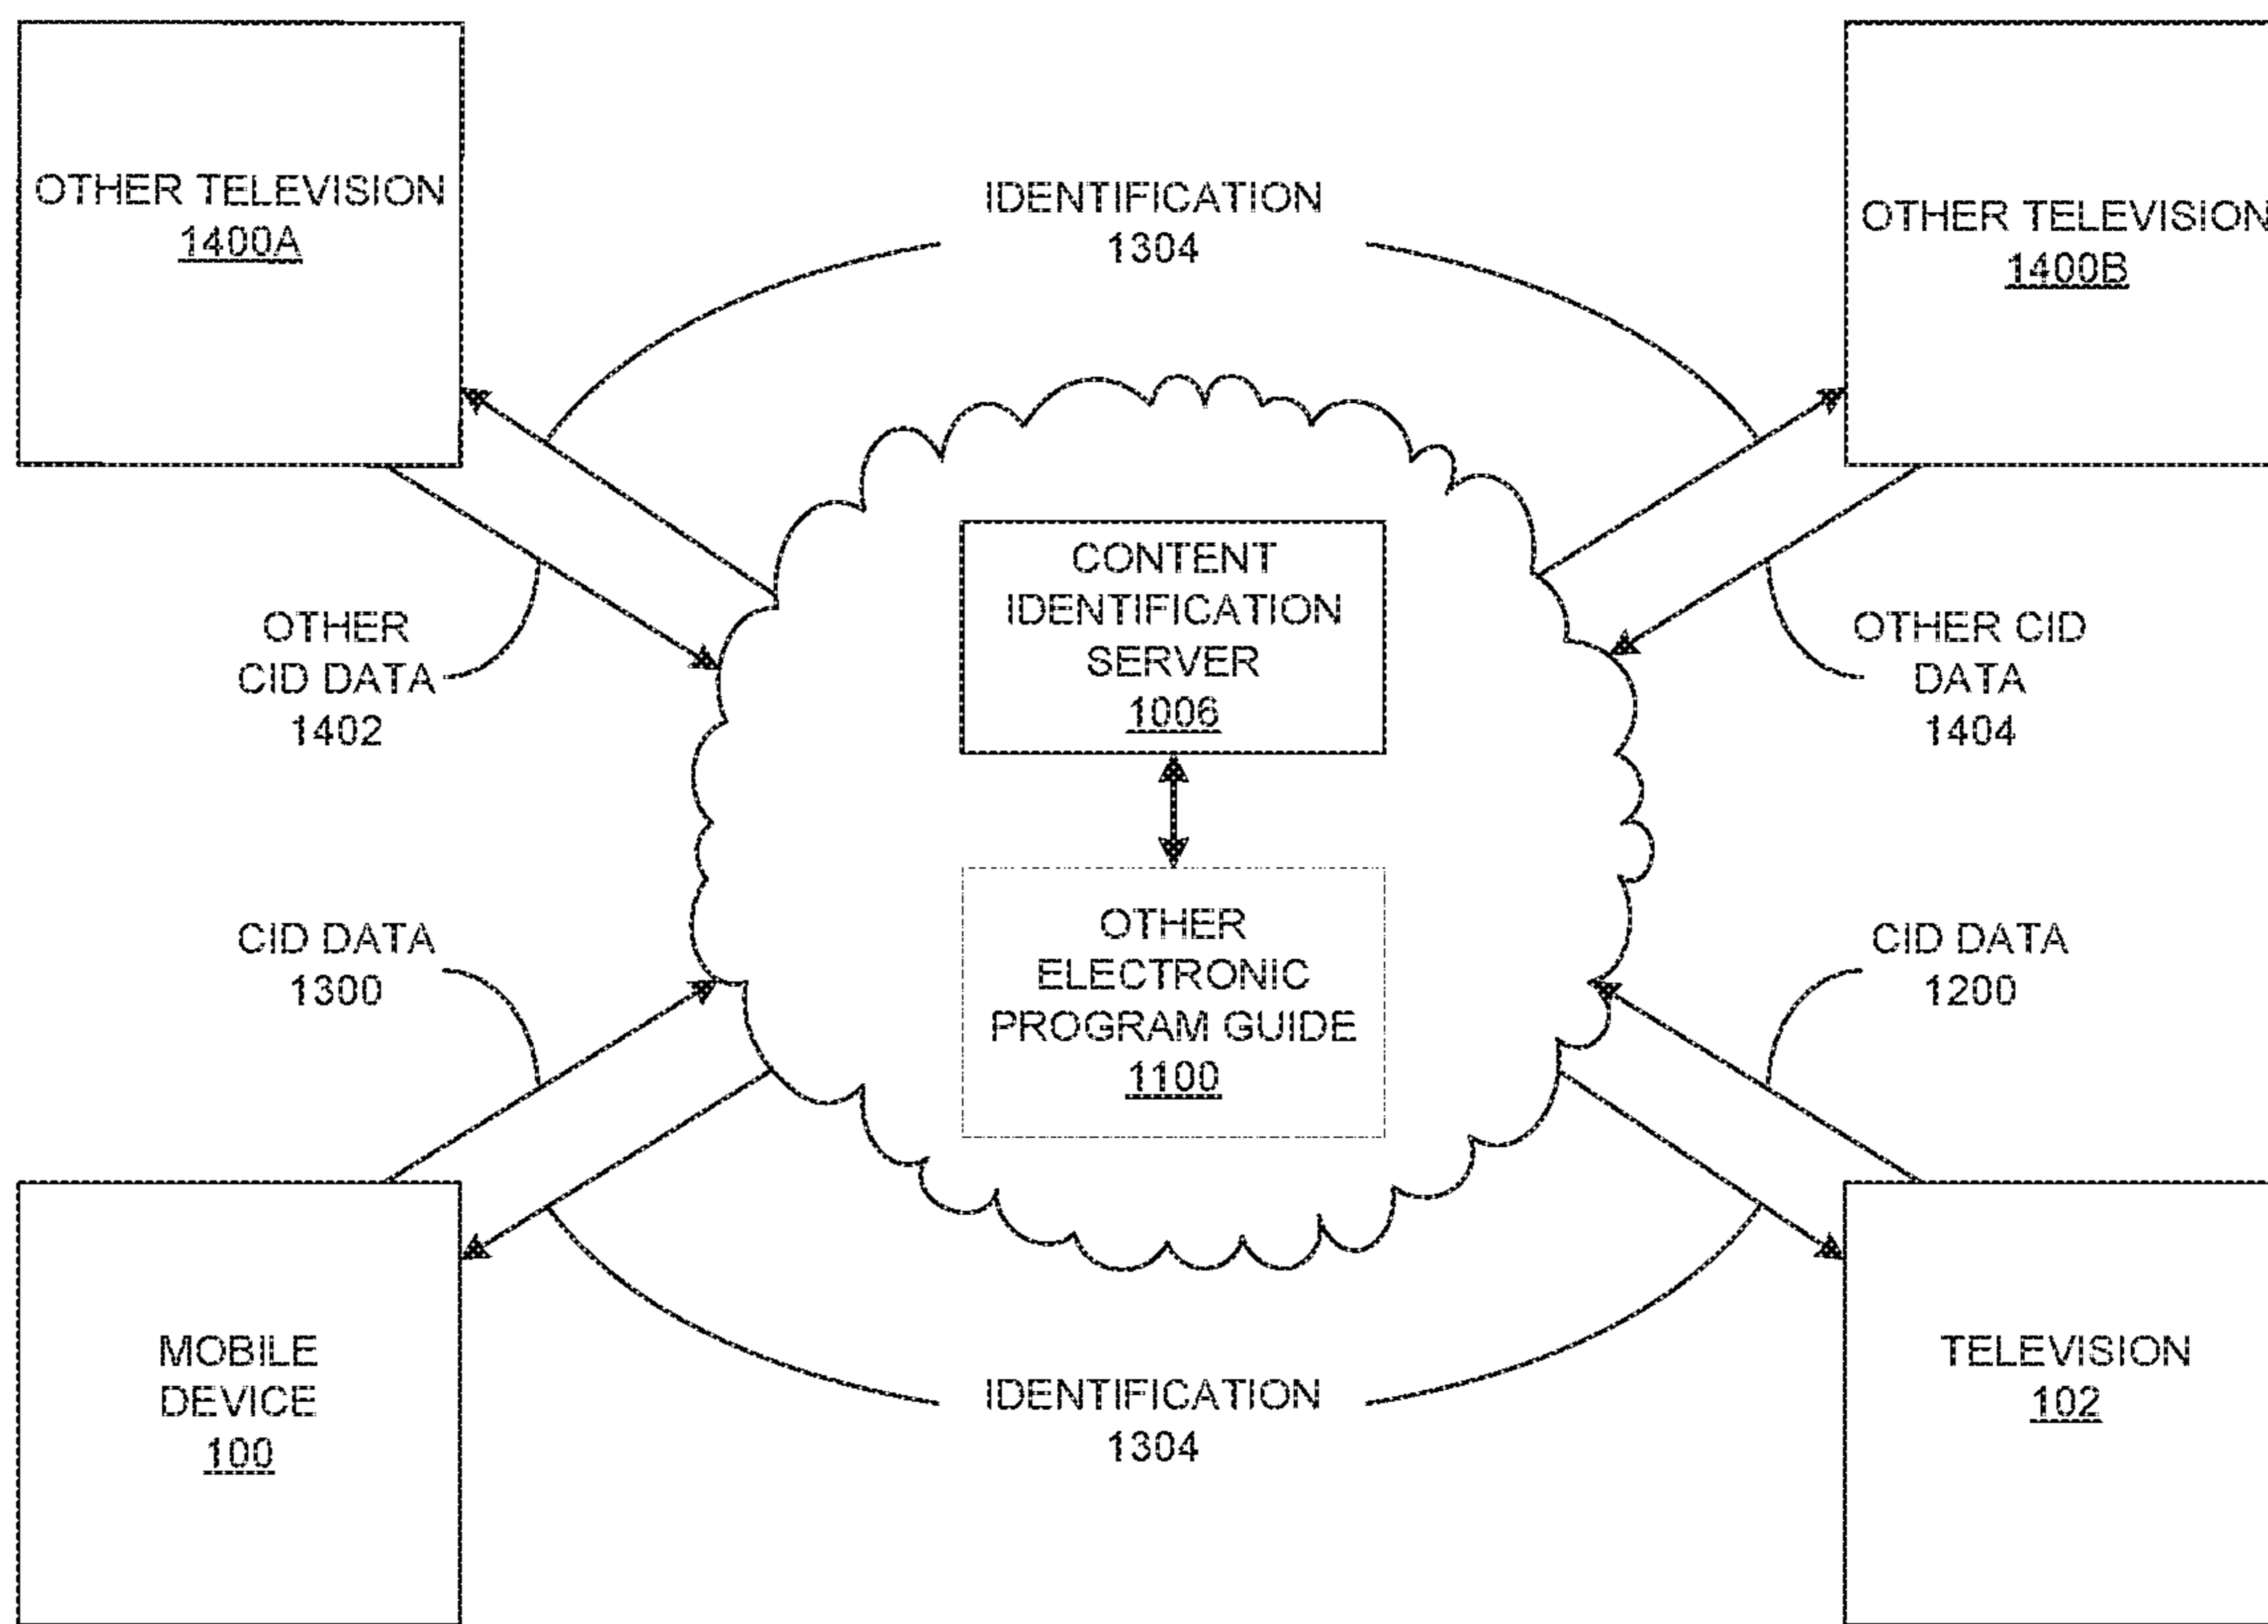 OTHER TELEVISION
1400A
IDENTIFICATION
1304
OTHER TELEVISION
1400B
CONTENT
IDENTIFICATION
SERVER
1006
OTHER
CID DATA
1402
OTHER CID
DATA
1404
CID DATA
1300
OTHER
ELECTRONIC
PROGRAM GUIDE
1100
CID DATA
1200
MOBILE
DEVICE
100
IDENTIFICATION
1304
TELEVISION
102